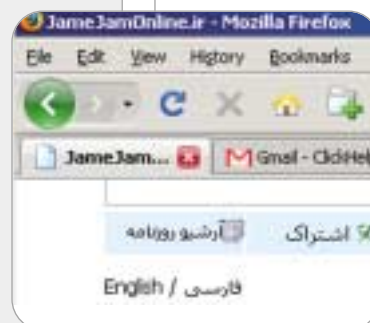 JameJamOnline.ir - Mozilla Firefox
File Edit View History Bookmarks
JameJam... Gmail - ClickHel
اشتراک آرشیو روزنامه
فارسی / English